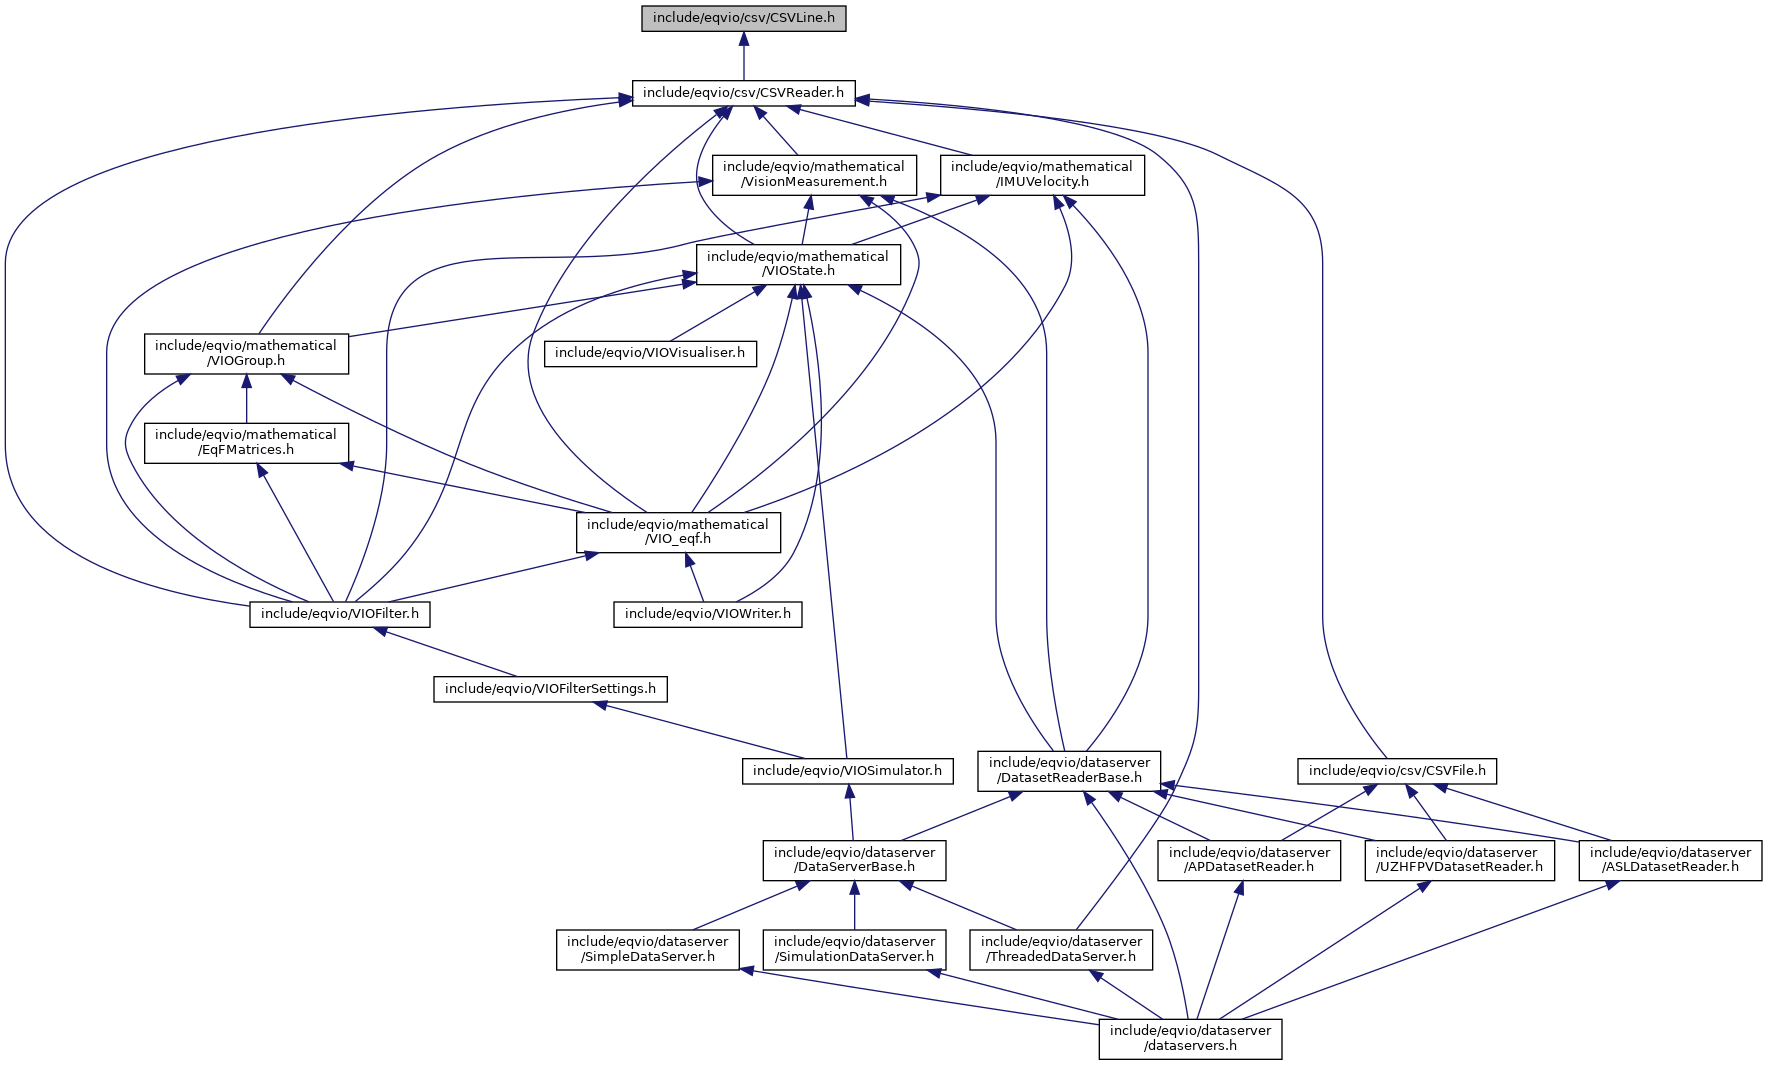 include/eqvio/csv/CSVLine.h
include/eqvio/csv/CSVReader.h
include/eqvio/mathematical
/VisionMeasurement.h
include/eqvio/mathematical
/IMUVelocity.h
include/eqvio/mathematical
/VIOState.h
include/eqvio/mathematical
/VIOGroup.h
include/eqvio/VIOVisualiser.h
include/eqvio/mathematical
/EqFMatrices.h
include/eqvio/mathematical
/VIO_eqf.h
include/eqvio/VIOFilter.h
include/eqvio/VIOWriter.h
include/eqvio/VIOFilterSettings.h
include/eqvio/VIOSimulator.h
include/eqvio/dataserver
/DatasetReaderBase.h
include/eqvio/csv/CSVFile.h
include/eqvio/dataserver
/DataServerBase.h
include/eqvio/dataserver
/APDatasetReader.h
include/eqvio/dataserver
/UZHFPVDatasetReader.h
include/eqvio/dataserver
/ASLDatasetReader.h
include/eqvio/dataserver
/SimpleDataServer.h
include/eqvio/dataserver
/SimulationDataServer.h
include/eqvio/dataserver
/ThreadedDataServer.h
include/eqvio/dataserver
/dataservers.h